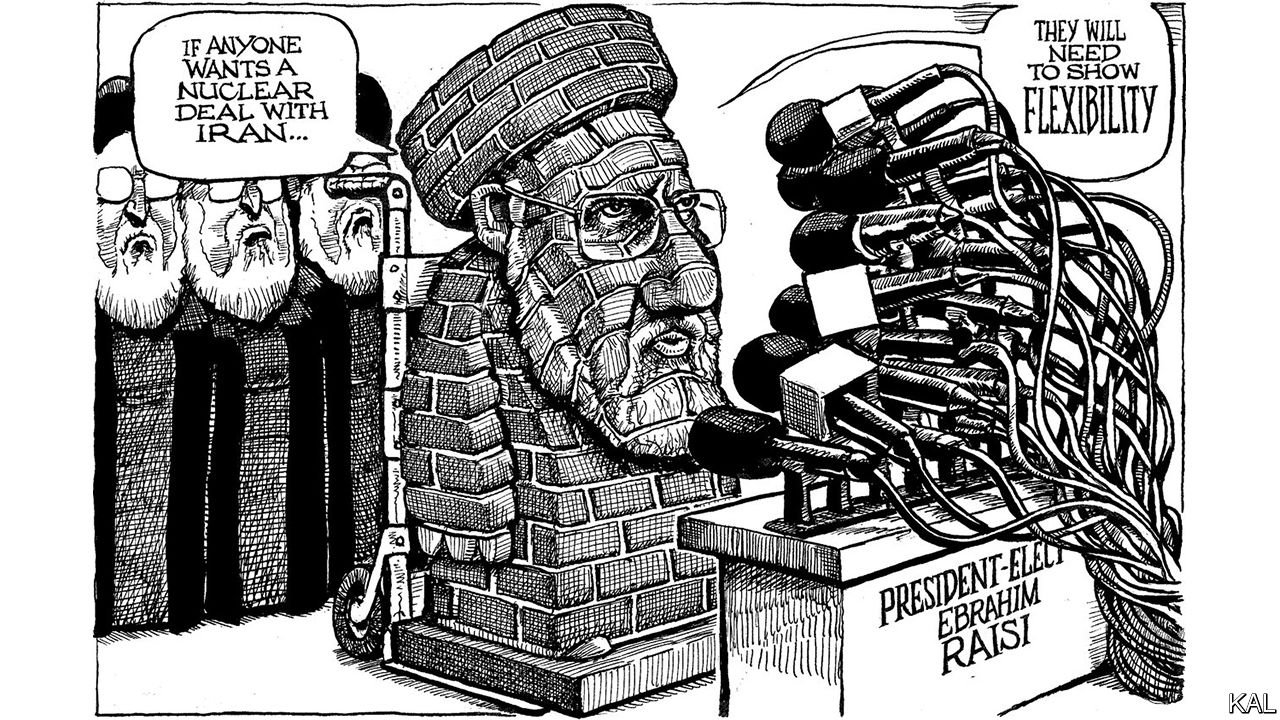 IF ANYONE
WANTS A
NUCLEAR
DEAL WITH
IRAN...
THEY WILL
NEED
TO SHOW
FLEXIBILITY
PRESIDENT-ELECT
EBRAHIM
RAISI
KAL